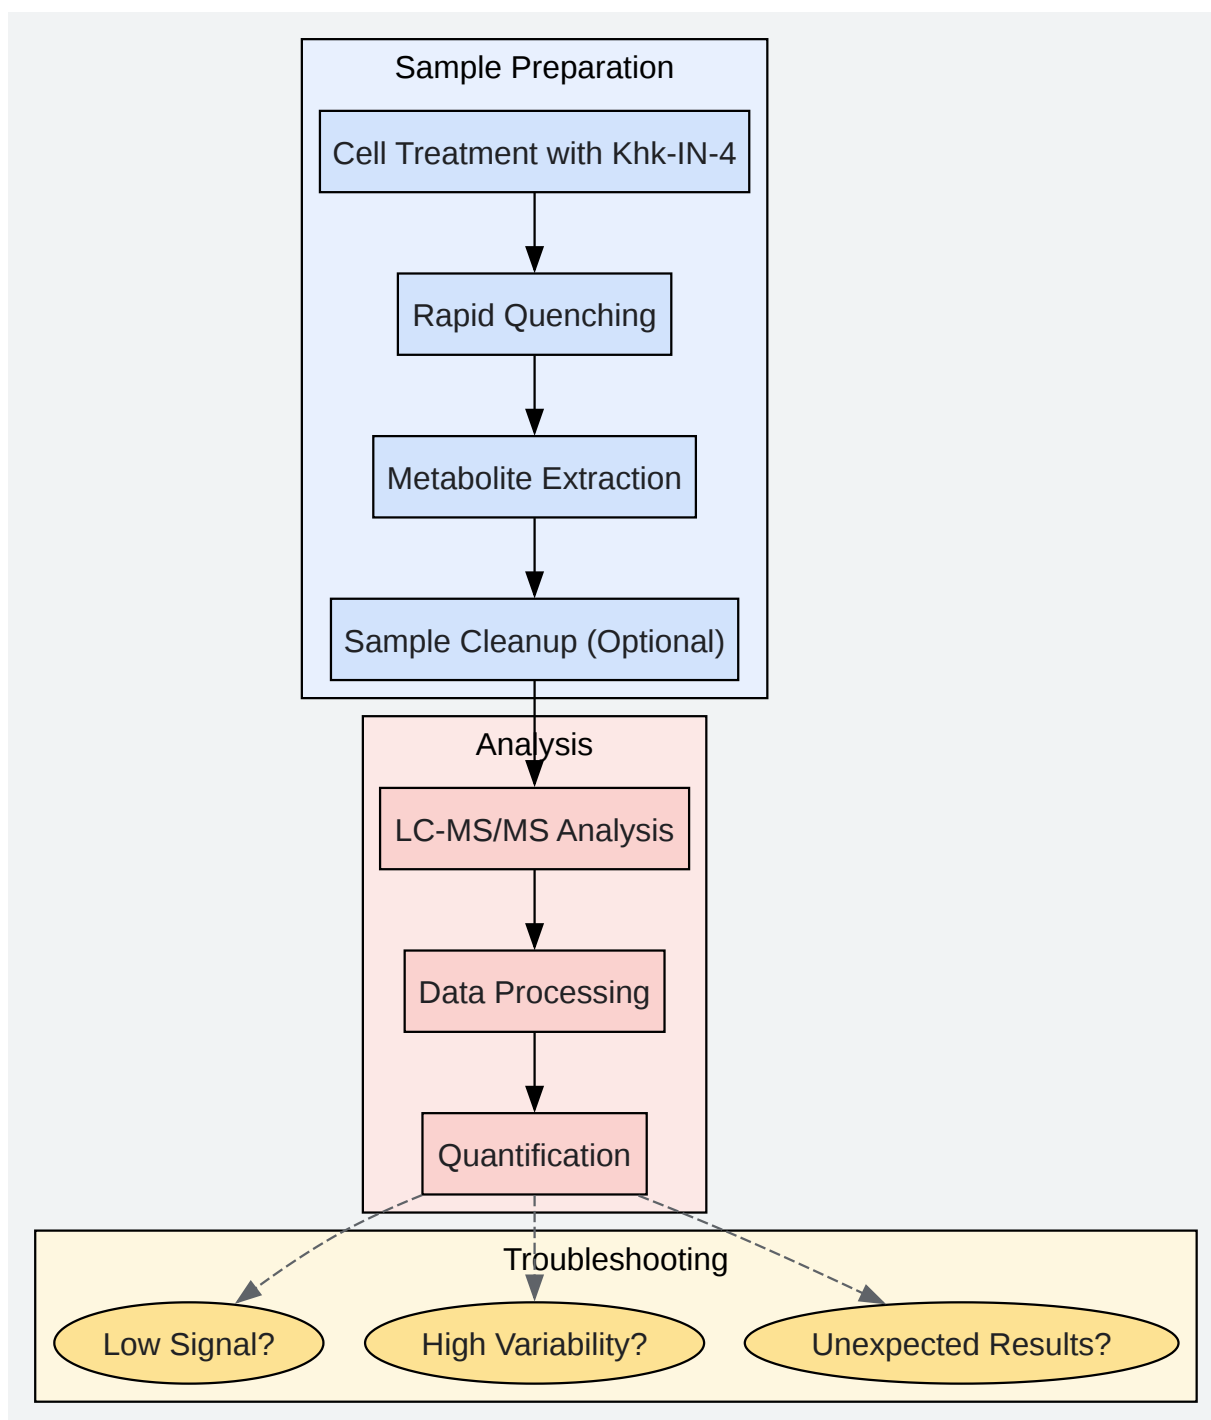 Sample Preparation
Cell Treatment with Khk-IN-4
Rapid Quenching
Metabolite Extraction
Sample Cleanup (Optional)
Analysis
LC-MS/MS Analysis
Data Processing
Quantification
Troubleshooting
Low Signal?
High Variability?
Unexpected Results?